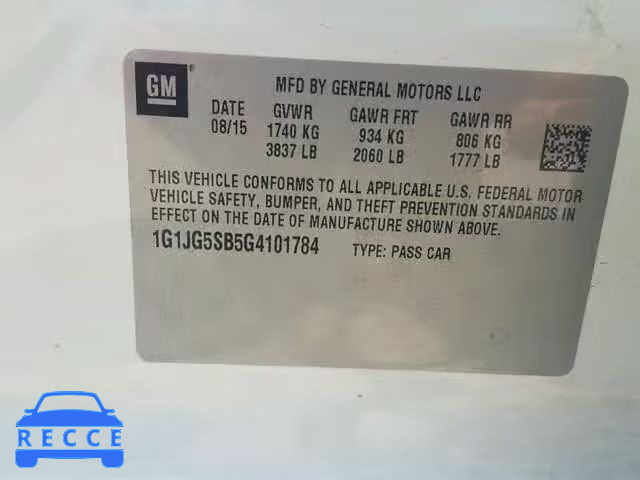 GM
MFD BY GENERAL MOTORS LLC
DATE GVWR GAWR FRT GAWR RR
08/15 1740 KG 934 KG 806 KG
3837 LB 2060 LB 1777 LB
THIS VEHICLE CONFORMS TO ALL APPLICABLE U.S. FEDERAL MOTOR
VEHICLE SAFETY, BUMPER, AND THEFT PREVENTION STANDARDS IN
EFFECT ON THE DATE OF MANUFACTURE SHOWN ABOVE.
1G1JG5SB5G4101784 TYPE: PASS CAR
RECCE